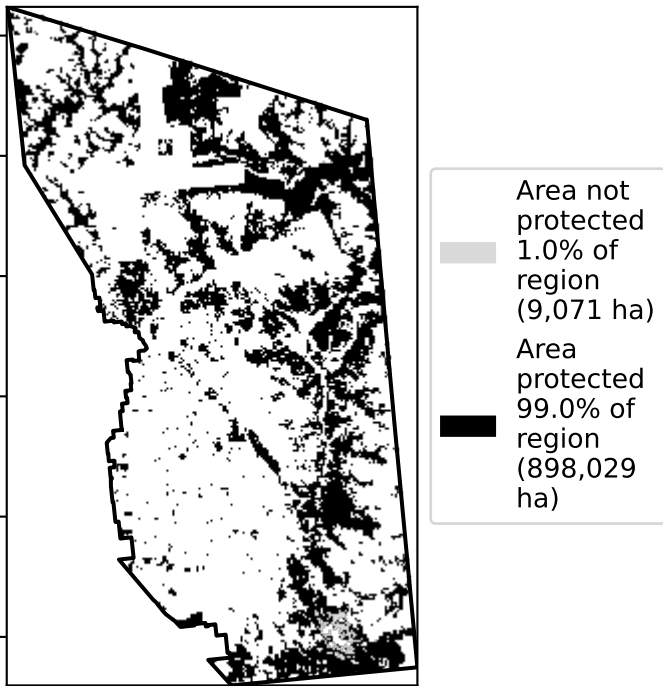 Area not
protected
1.0% of
region
(9,071 ha)
Area
protected
99.0% of
region
(898,029
ha)